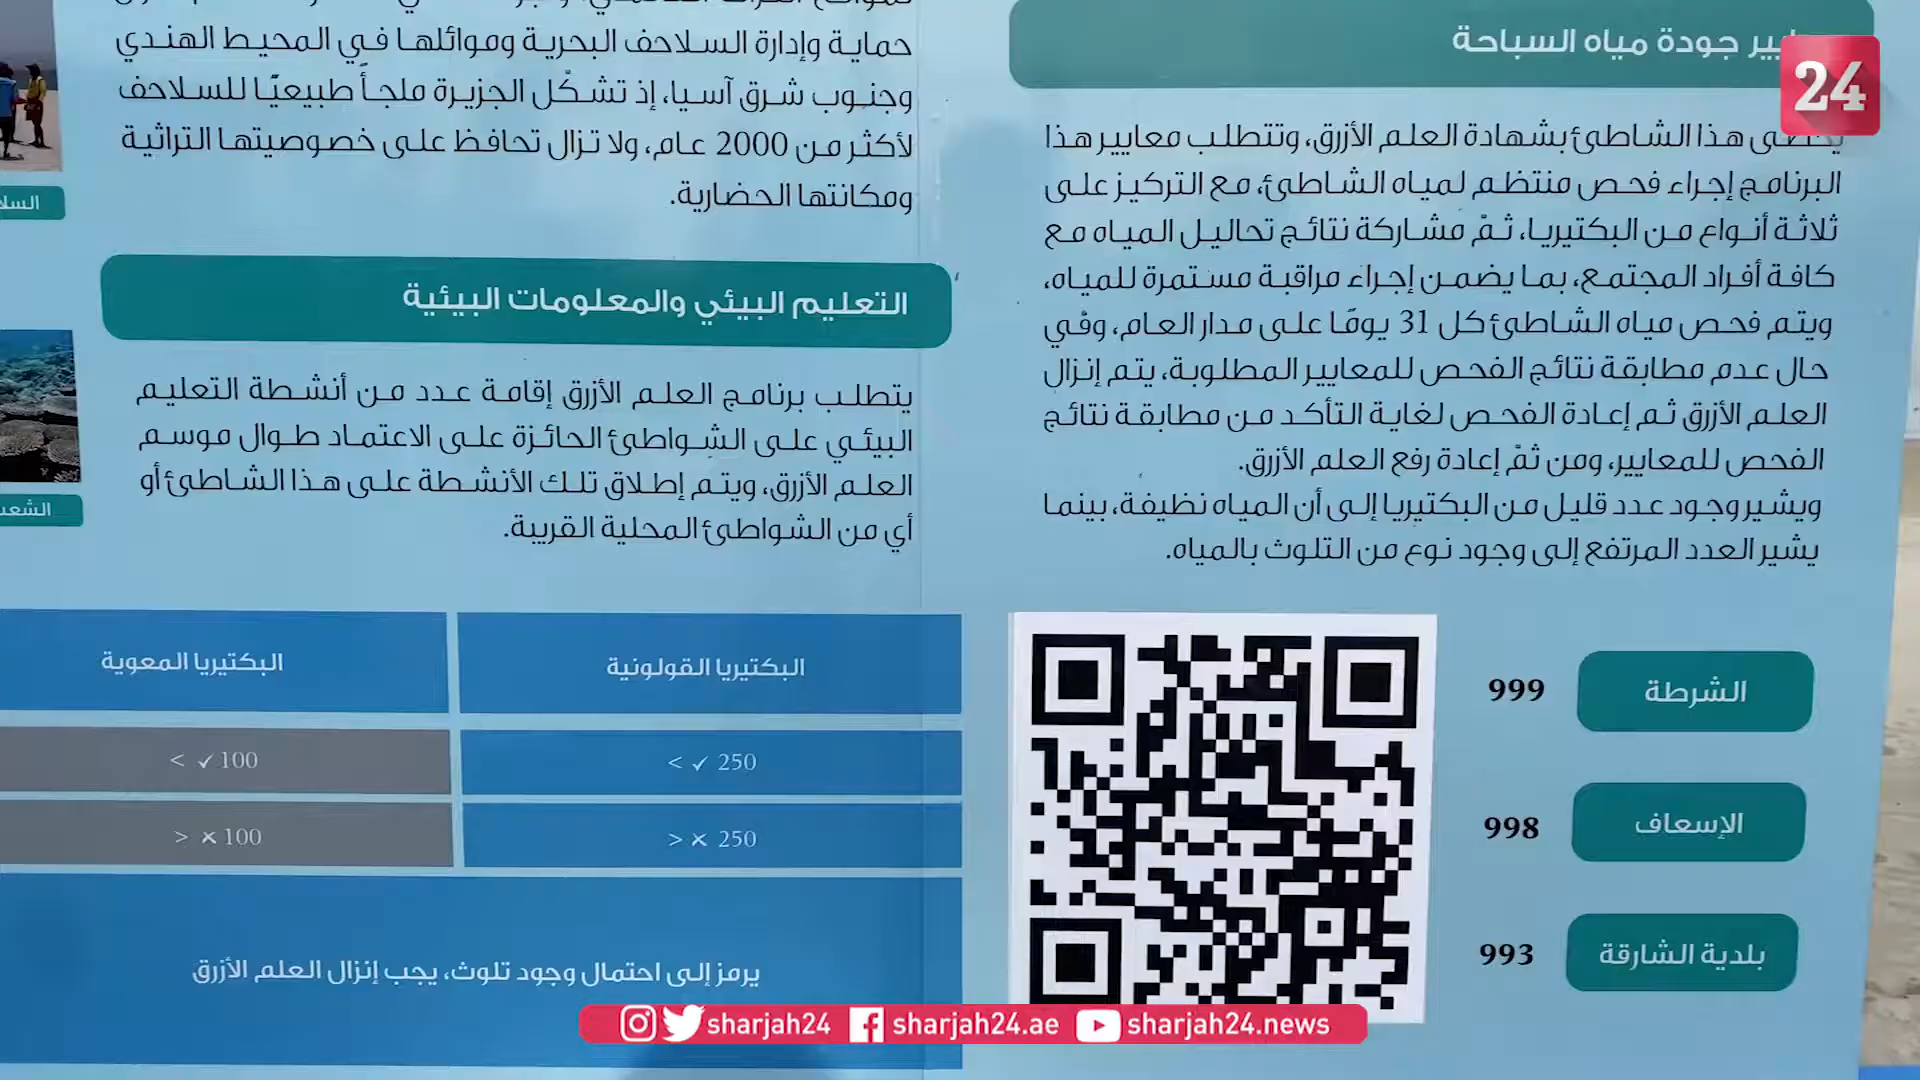 معايير جودة مياه السباحة
24
يحظى هذا الشاطئ بشهادة العلم الأزرق، وتتطلب معايير هذا
البرنامج إجراء فحص منتظم لمياه الشاطئ، مع التركيز على
ثلاثة أنواع من البكتيريا، ثمّ مشاركة نتائج تحاليل المياه مع
كافة أفراد المجتمع، بما يضمن إجراء مراقبة مستمرة للمياه،
ويتم فحص مياه الشاطئ كل 31 يومًا على مدار العام، وفي
حال عدم مطابقة نتائج الفحص للمعايير المطلوبة، يتم إنزال
العلم الأزرق ثم إعادة الفحص لغاية التأكد من مطابقة نتائج
الفحص للمعايير، ومن ثمّ إعادة رفع العلم الأزرق.
ويشير وجود عدد قليل من البكتيريا إلى أن المياه نظيفة، بينما
يشير العدد المرتفع إلى وجود نوع من التلوث بالمياه.
الشرطة 999
الإسعاف 998
بلدية الشارقة 993
حماية وإدارة السلاحف البحرية وموائلها في المحيط الهندي
وجنوب شرق آسيا، إذ تشكّل الجزيرة ملجأ طبيعيًا للسلاحف
لأكثر من 2000 عام، ولا تزال تحافظ على خصوصيتها التراثية
ومكانتها الحضارية.
التعليم البيئي والمعلومات البيئية
يتطلب برنامج العلم الأزرق إقامة عدد من أنشطة التعليم
البيئي على الشواطئ الحائزة على الاعتماد طوال موسم
العلم الأزرق، ويتم إطلاق تلك الأنشطة على هذا الشاطئ أو
أي من الشواطئ المحلية القريبة.
البكتيريا القولونية البكتيريا المعوية
< ✓ 250 < ✓ 100
> × 250 > × 100
يرمز إلى احتمال وجود تلوث، يجب إنزال العلم الأزرق
sharjah24 sharjah24.ae sharjah24.news